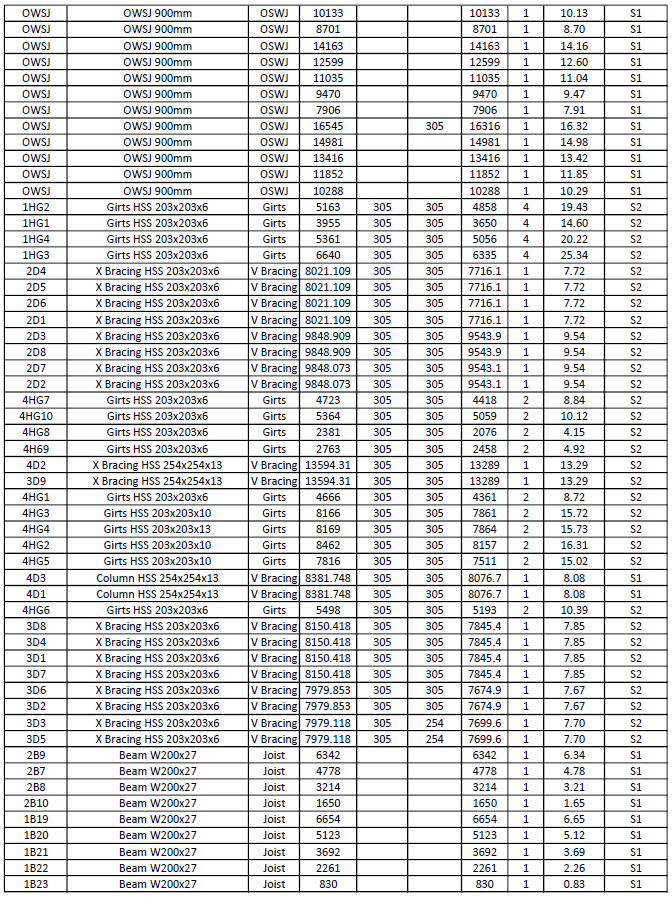 OWSJ OWSJ 900mm OSWJ 10133 10133 1 10.13 S1
OWSJ OWSJ 900mm OSWJ 8701 8701 1 8.70 S1
OWSJ OWSJ 900mm OSWJ 14163 14163 1 14.16 S1
OWSJ OWSJ 900mm OSWJ 12599 12599 1 12.60 S1
OWSJ OWSJ 900mm OSWJ 11035 11035 1 11.04 S1
OWSJ OWSJ 900mm OSWJ 9470 9470 1 9.47 S1
OWSJ OWSJ 900mm OSWJ 7906 7906 1 7.91 S1
OWSJ OWSJ 900mm OSWJ 16545 305 16316 1 16.32 S1
OWSJ OWSJ 900mm OSWJ 14981 14981 1 14.98 S1
OWSJ OWSJ 900mm OSWJ 13416 13416 1 13.42 S1
OWSJ OWSJ 900mm OSWJ 11852 11852 1 11.85 S1
OWSJ OWSJ 900mm OSWJ 10288 10288 1 10.29 S1
1HG2 Girts HSS 203x203x6 Girts 5163 305 305 4858 4 19.43 S2
1HG1 Girts HSS 203x203x6 Girts 3955 305 305 3650 4 14.60 S2
1HG4 Girts HSS 203x203x6 Girts 5361 305 305 5056 4 20.22 S2
1HG3 Girts HSS 203x203x6 Girts 6640 305 305 6335 4 25.34 S2
2D4 X Bracing HSS 203x203x6 V Bracing 8021.109 305 305 7716.1 1 7.72 S2
2D5 X Bracing HSS 203x203x6 V Bracing 8021.109 305 305 7716.1 1 7.72 S2
2D6 X Bracing HSS 203x203x6 V Bracing 8021.109 305 305 7716.1 1 7.72 S2
2D1 X Bracing HSS 203x203x6 V Bracing 8021.109 305 305 7716.1 1 7.72 S2
2D3 X Bracing HSS 203x203x6 V Bracing 9848.909 305 305 9543.9 1 9.54 S2
2D8 X Bracing HSS 203x203x6 V Bracing 9848.909 305 305 9543.9 1 9.54 S2
2D7 X Bracing HSS 203x203x6 V Bracing 9848.073 305 305 9543.1 1 9.54 S2
2D2 X Bracing HSS 203x203x6 V Bracing 9848.073 305 305 9543.1 1 9.54 S2
4HG7 Girts HSS 203x203x6 Girts 4723 305 305 4418 2 8.84 S2
4HG10 Girts HSS 203x203x6 Girts 5364 305 305 5059 2 10.12 S2
4HG8 Girts HSS 203x203x6 Girts 2381 305 305 2076 2 4.15 S2
4H69 Girts HSS 203x203x6 Girts 2763 305 305 2458 2 4.92 S2
4D2 X Bracing HSS 254x254x13 V Bracing 13594.31 305 305 13289 1 13.29 S2
3D9 X Bracing HSS 254x254x13 V Bracing 13594.31 305 305 13289 1 13.29 S2
4HG1 Girts HSS 203x203x6 Girts 4666 305 305 4361 2 8.72 S2
4HG3 Girts HSS 203x203x10 Girts 8166 305 305 7861 2 15.72 S2
4HG4 Girts HSS 203x203x13 Girts 8169 305 305 7864 2 15.73 S2
4HG2 Girts HSS 203x203x10 Girts 8462 305 305 8157 2 16.31 S2
4HG5 Girts HSS 203x203x10 Girts 7816 305 305 7511 2 15.02 S2
4D3 Column HSS 254x254x13 V Bracing 8381.748 305 305 8076.7 1 8.08 S1
4D1 Column HSS 254x254x13 V Bracing 8381.748 305 305 8076.7 1 8.08 S1
4HG6 Girts HSS 203x203x6 Girts 5498 305 305 5193 2 10.39 S2
3D8 X Bracing HSS 203x203x6 V Bracing 8150.418 305 305 7845.4 1 7.85 S2
3D4 X Bracing HSS 203x203x6 V Bracing 8150.418 305 305 7845.4 1 7.85 S2
3D1 X Bracing HSS 203x203x6 V Bracing 8150.418 305 305 7845.4 1 7.85 S2
3D7 X Bracing HSS 203x203x6 V Bracing 8150.418 305 305 7845.4 1 7.85 S2
3D6 X Bracing HSS 203x203x6 V Bracing 7979.853 305 305 7674.9 1 7.67 S2
3D2 X Bracing HSS 203x203x6 V Bracing 7979.853 305 305 7674.9 1 7.67 S2
3D3 X Bracing HSS 203x203x6 V Bracing 7979.118 305 254 7699.6 1 7.70 S2
3D5 X Bracing HSS 203x203x6 V Bracing 7979.118 305 254 7699.6 1 7.70 S2
2B9 Beam W200x27 Joist 6342 6342 1 6.34 S1
2B7 Beam W200x27 Joist 4778 4778 1 4.78 S1
2B8 Beam W200x27 Joist 3214 3214 1 3.21 S1
2B10 Beam W200x27 Joist 1650 1650 1 1.65 S1
1B19 Beam W200x27 Joist 6654 6654 1 6.65 S1
1B20 Beam W200x27 Joist 5123 5123 1 5.12 S1
1B21 Beam W200x27 Joist 3692 3692 1 3.69 S1
1B22 Beam W200x27 Joist 2261 2261 1 2.26 S1
1B23 Beam W200x27 Joist 830 830 1 0.83 S1